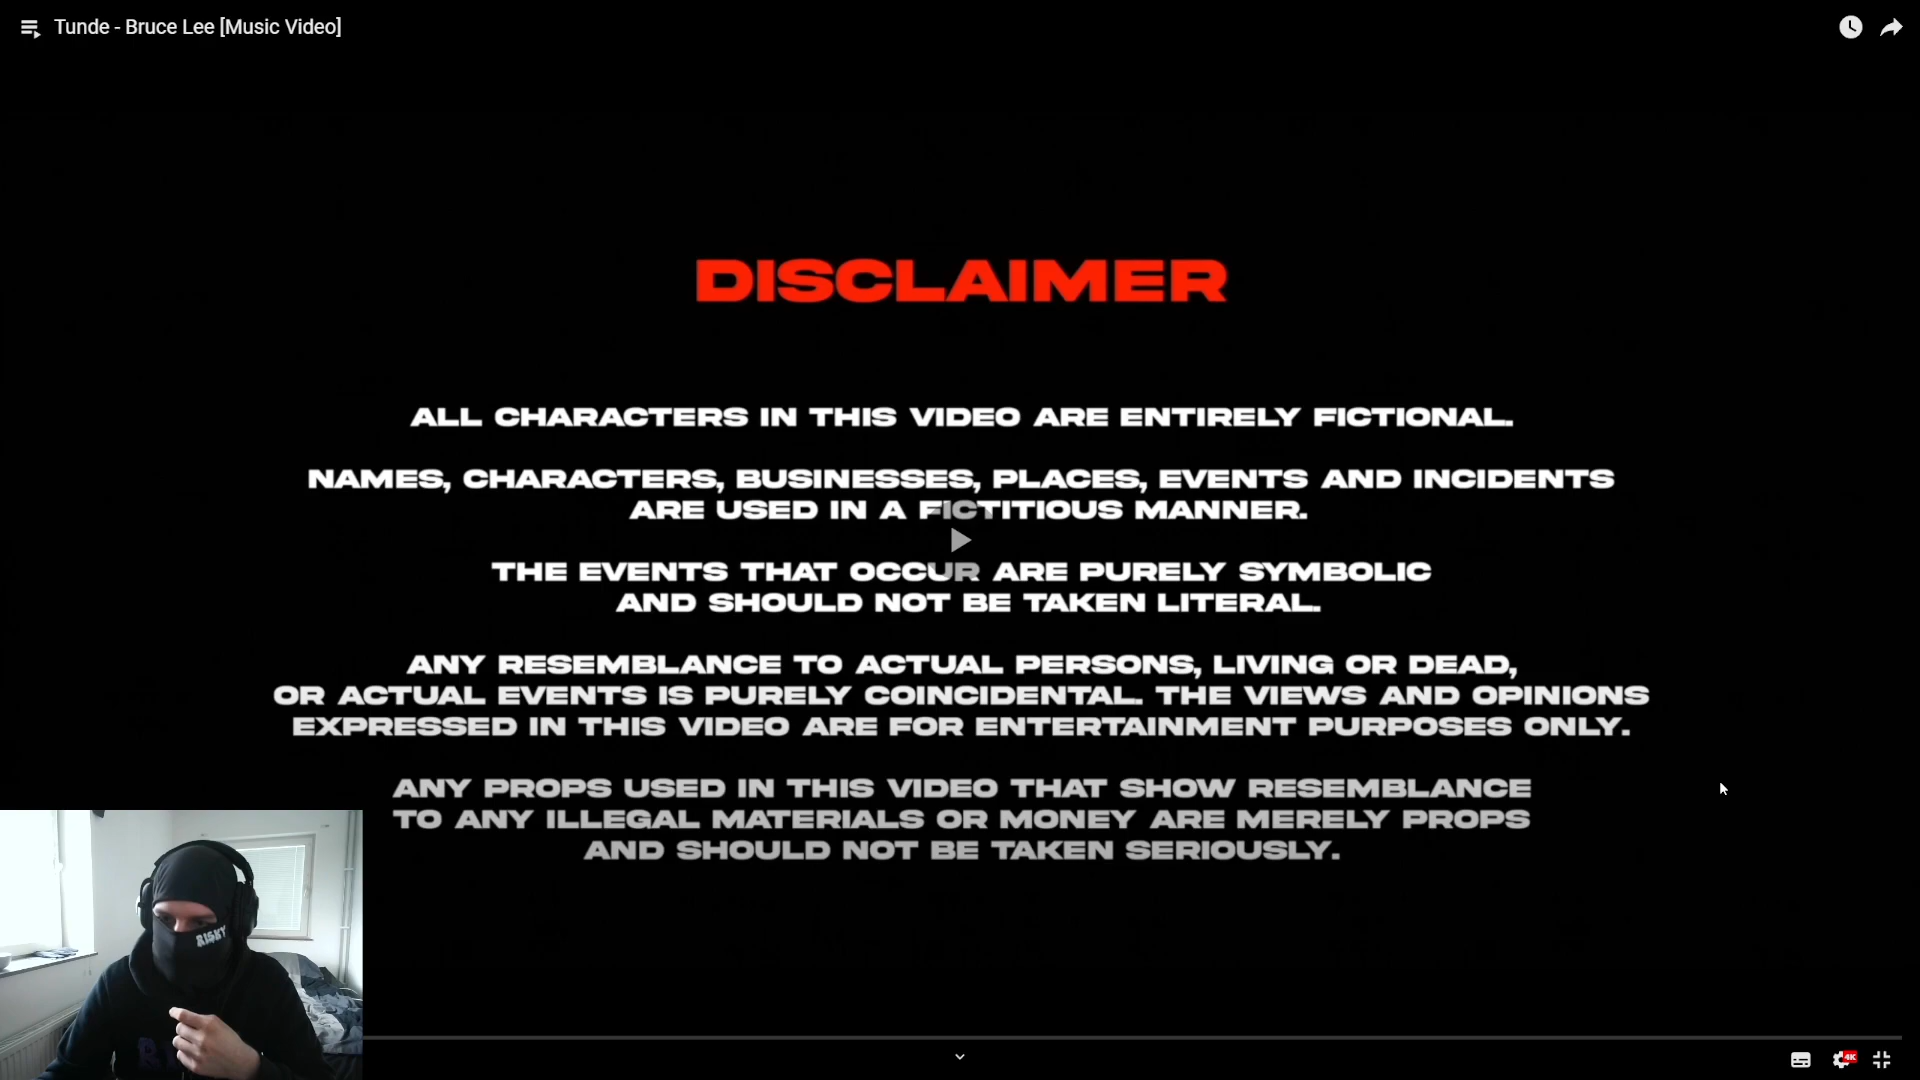 Tunde - Bruce Lee [Music Video]
DISCLAIMER
ALL CHARACTERS IN THIS VIDEO ARE ENTIRELY FICTIONAL.
NAMES, CHARACTERS, BUSINESSES, PLACES, EVENTS AND INCIDENTS
ARE USED IN A FICTITIOUS MANNER.
THE EVENTS THAT OCCUR ARE PURELY SYMBOLIC
AND SHOULD NOT BE TAKEN LITERAL.
ANY RESEMBLANCE TO ACTUAL PERSONS, LIVING OR DEAD,
OR ACTUAL EVENTS IS PURELY COINCIDENTAL. THE VIEWS AND OPINIONS
EXPRESSED IN THIS VIDEO ARE FOR ENTERTAINMENT PURPOSES ONLY.
ANY PROPS USED IN THIS VIDEO THAT SHOW RESEMBLANCE
TO ANY ILLEGAL MATERIALS OR MONEY ARE MERELY PROPS
AND SHOULD NOT BE TAKEN SERIOUSLY.
RISKY
4K